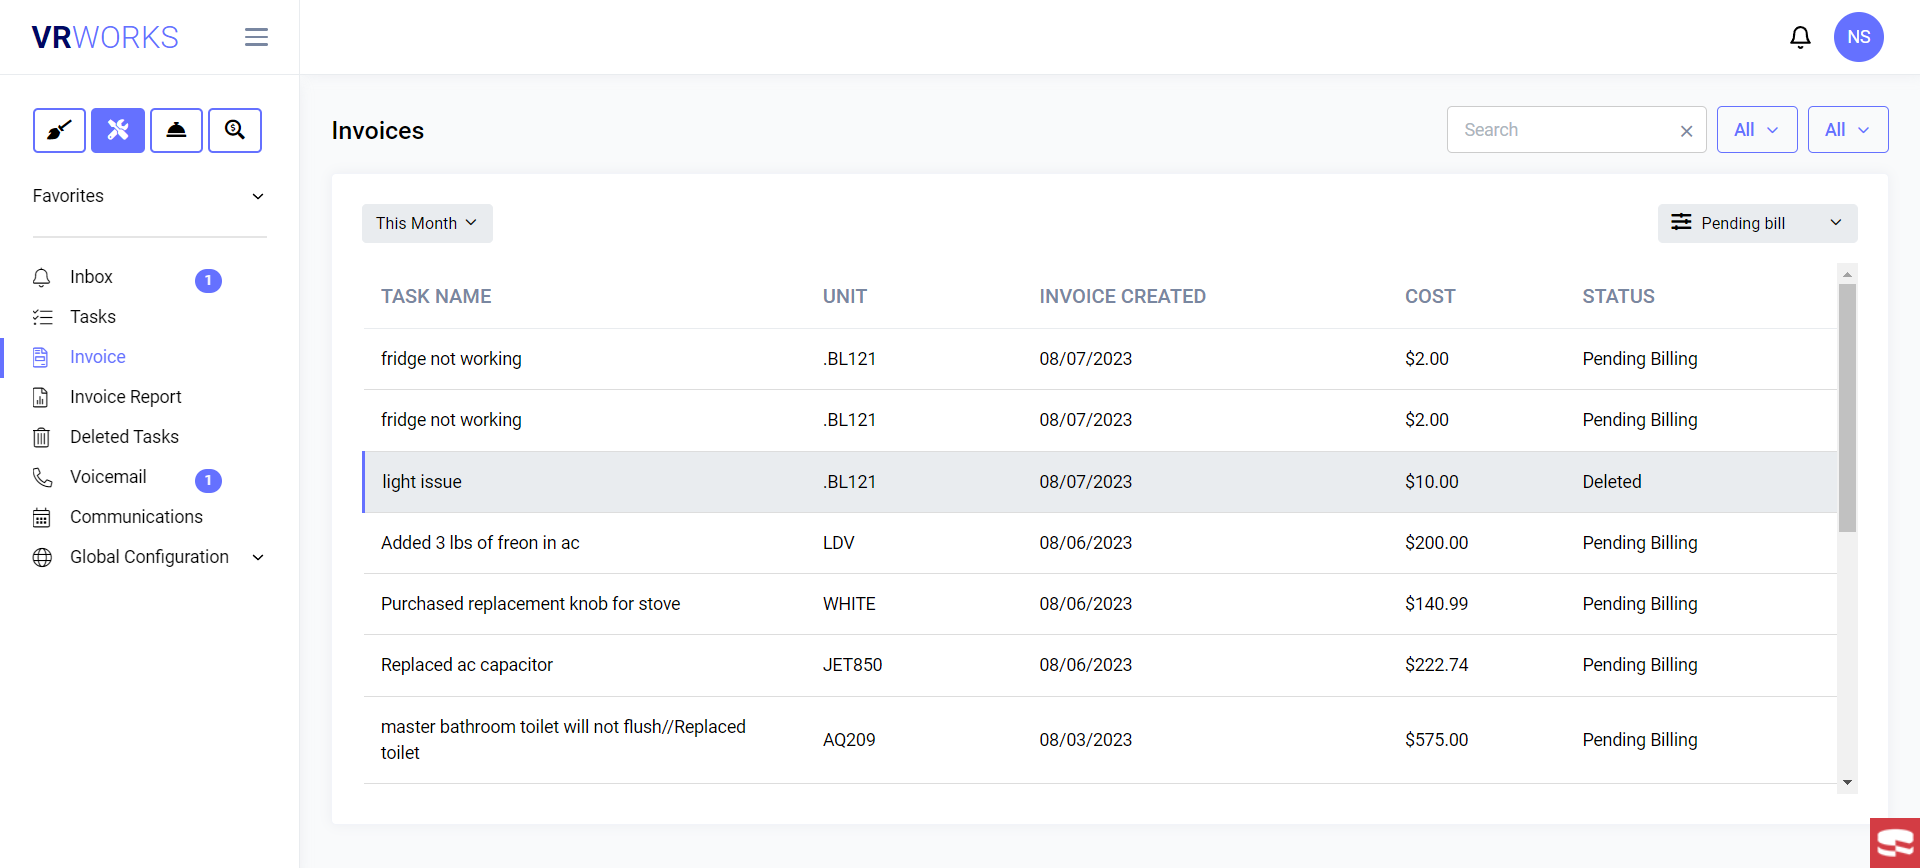 VRWORKS
NS
Favorites
Inbox 1
Tasks
Invoice
Invoice Report
Deleted Tasks
Voicemail 1
Communications
Global Configuration
Invoices
Search
All
All
This Month
Pending bill
TASK NAME UNIT INVOICE CREATED COST STATUS
fridge not working .BL121 08/07/2023 $2.00 Pending Billing
fridge not working .BL121 08/07/2023 $2.00 Pending Billing
light issue .BL121 08/07/2023 $10.00 Deleted
Added 3 lbs of freon in ac LDV 08/06/2023 $200.00 Pending Billing
Purchased replacement knob for stove WHITE 08/06/2023 $140.99 Pending Billing
Replaced ac capacitor JET850 08/06/2023 $222.74 Pending Billing
master bathroom toilet will not flush//Replaced
toilet AQ209 08/03/2023 $575.00 Pending Billing